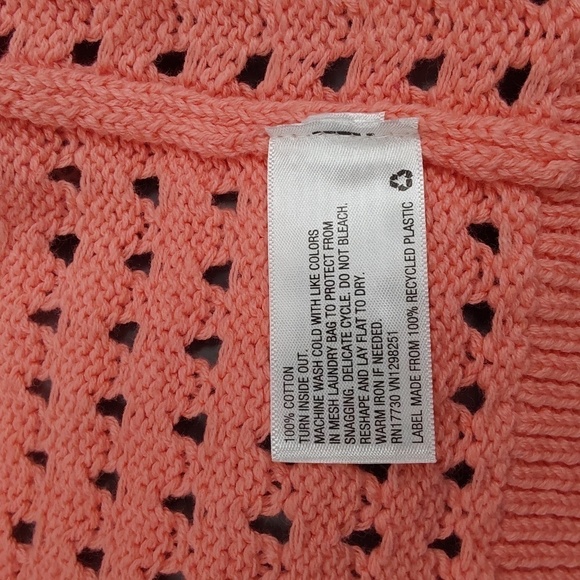 100% COTTON
TURN INSIDE OUT.
MACHINE WASH COLD WITH LIKE COLORS
IN MESH LAUNDRY BAG TO PROTECT FROM
SNAGGING. DELICATE CYCLE. DO NOT BLEACH.
RESHAPE AND LAY FLAT TO DRY.
WARM IRON IF NEEDED.
RN17730 VN1298251
LABEL MADE FROM 100% RECYCLED PLASTIC